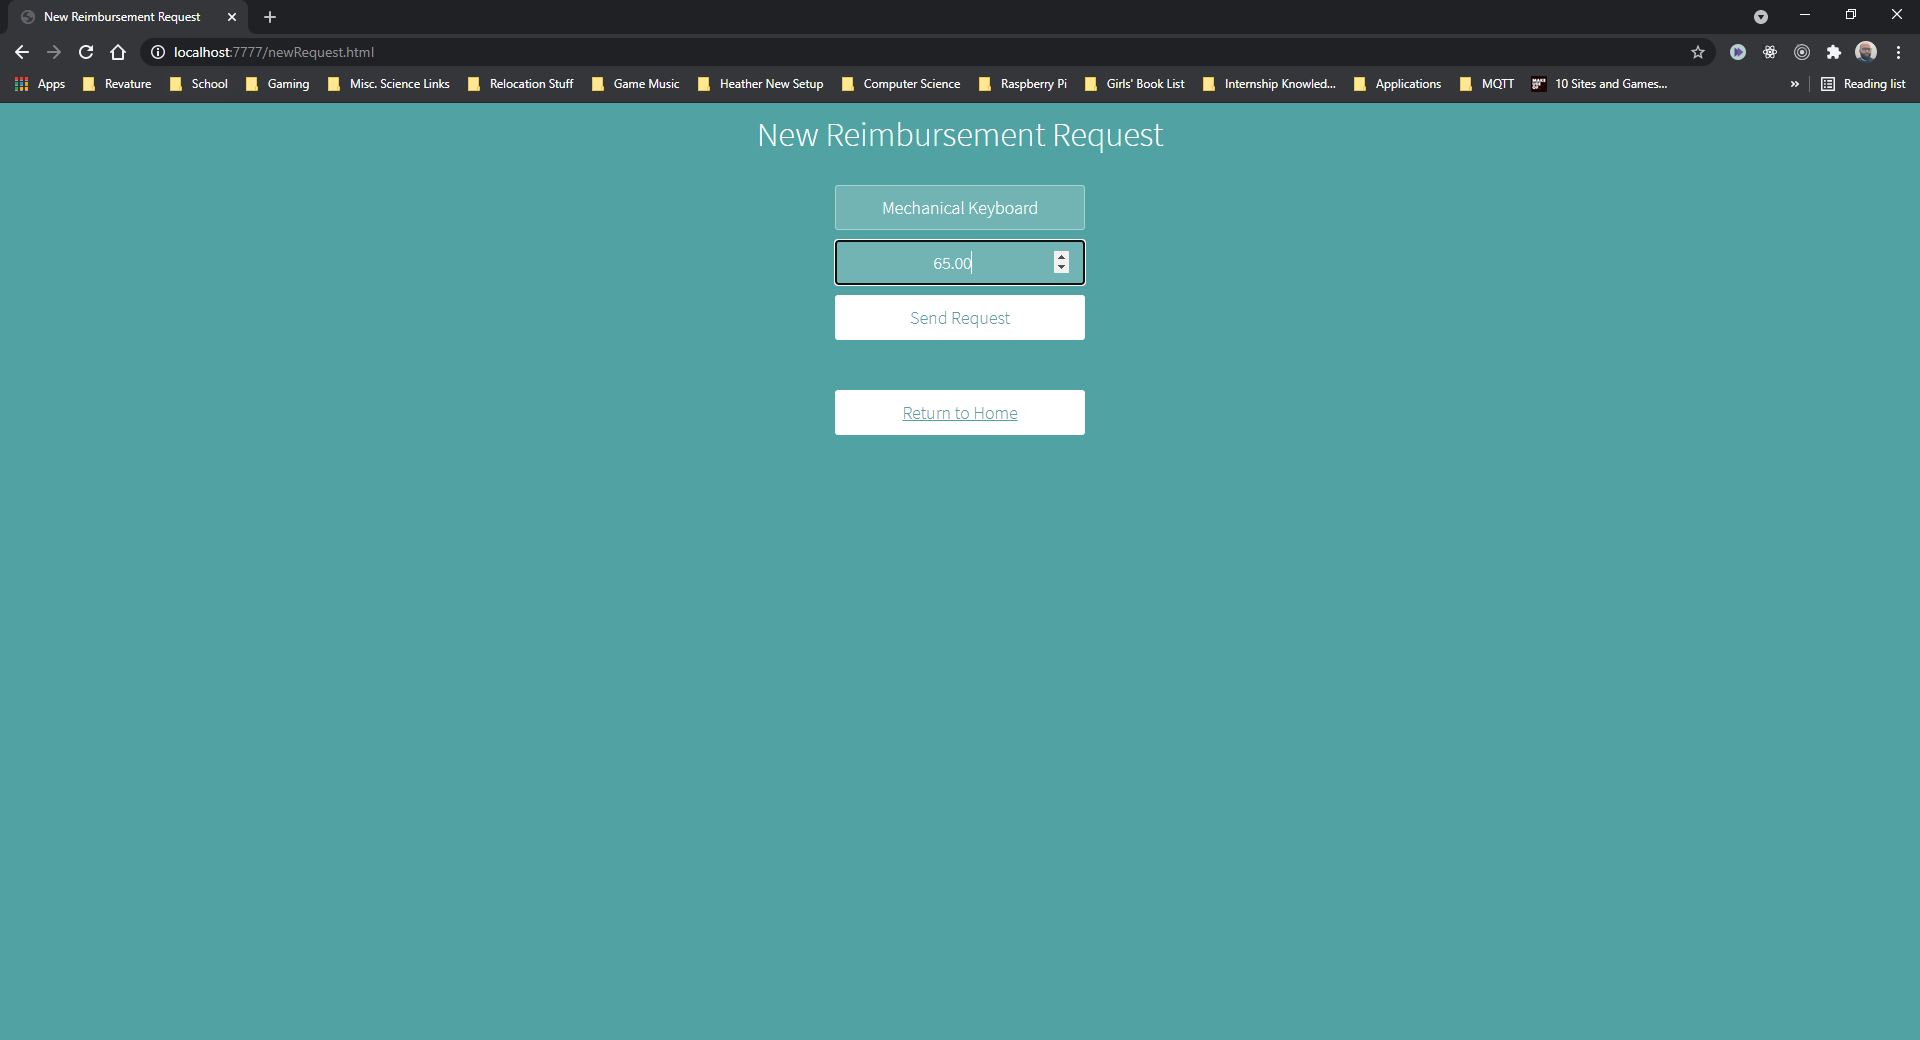 New Reimbursement Request
localhost:7777/newRequest.html
Apps Revature School Gaming Misc. Science Links Relocation Stuff Game Music Heather New Setup Computer Science Raspberry Pi Girls' Book List Internship Knowled... Applications MQTT 10 Sites and Games... » Reading list
New Reimbursement Request
Mechanical Keyboard
65.00
Send Request
Return to Home